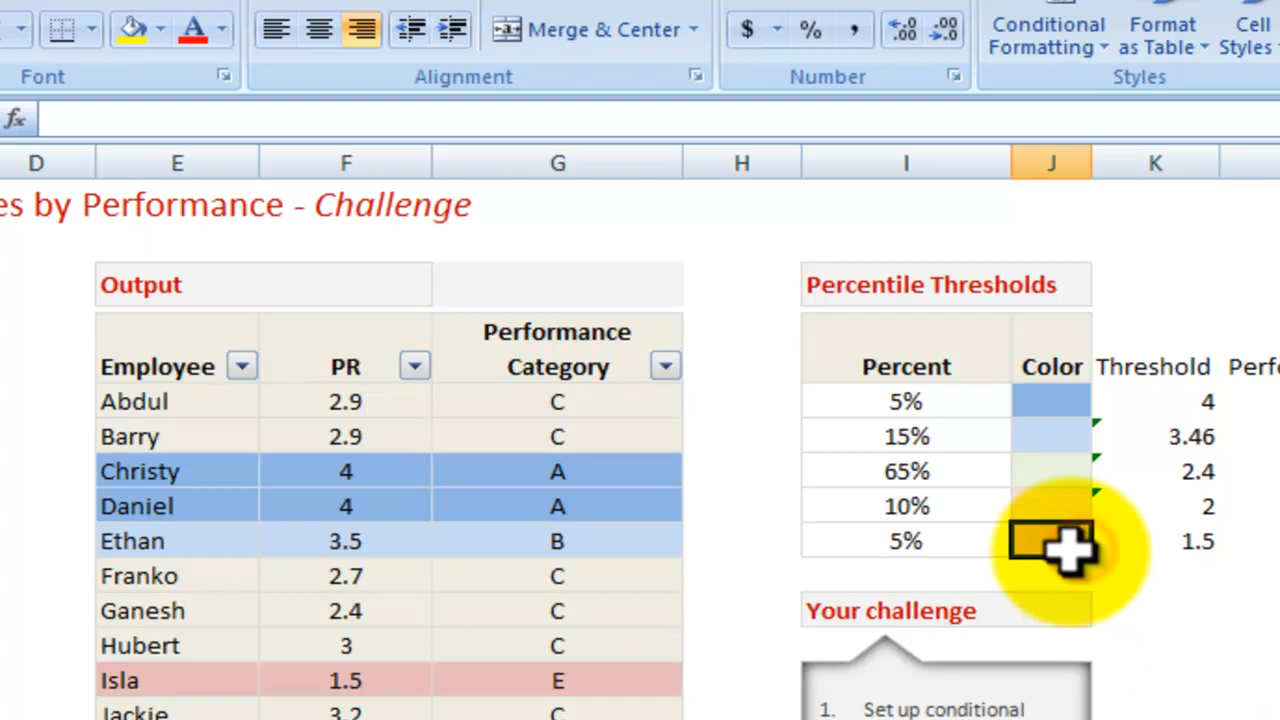 Merge & Center
$ % ,
Conditional Formatting
Format as Table
Cell Styles
Font
Alignment
Number
Styles
fx
D E F G H I J K
es by Performance - Challenge
Output
Percentile Thresholds
Employee PR Performance Category
Percent Color Threshold Perfo
Abdul 2.9 C 5% 4
Barry 2.9 C 15% 3.46
Christy 4 A 65% 2.4
Daniel 4 A 10% 2
Ethan 3.5 B 5% 1.5
Franko 2.7 C
Ganesh 2.4 C
Your challenge
Hubert 3 C
Isla 1.5 E
Jackie 3.2 C
1. Set up conditional